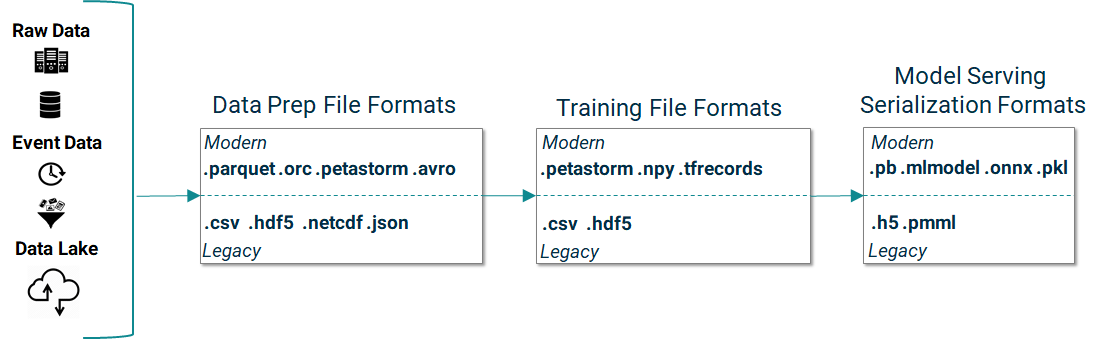 Raw Data
Event Data
Data Lake
Data Prep File Formats
Modern
.parquet .orc .petastorm .avro
.csv .hdf5 .netcdf .json
Legacy
Training File Formats
Modern
.petastorm .npy .tfrecords
.csv .hdf5
Legacy
Model Serving
Serialization Formats
Modern
.pb .mlmodel .onnx .pkl
.h5 .pmml
Legacy